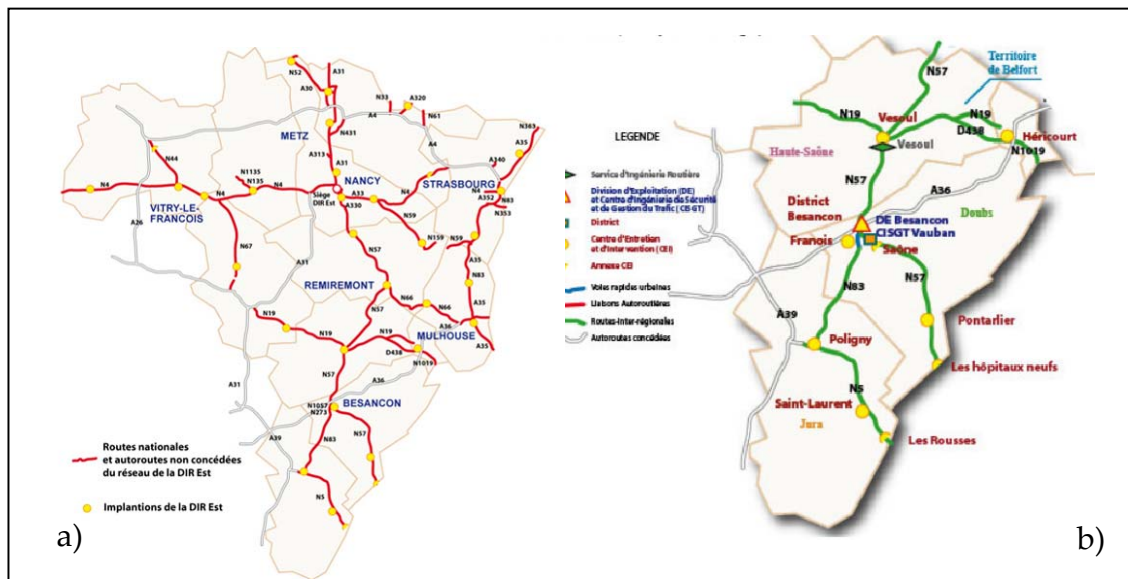 N52
A31
A30
N33
A320
A4
N61
N363
METZ
N431
A4
A35
A313
A340
N44
A31
N1135
NANCY
STRASBOURG
N4
N135
N4
A33
N4
N4
N83
N4
Siège
DIR Est
A330
A352
N353
VITRY-LE-
FRANCOIS
N59
A26
N159
N59
N57
A35
N67
A31
N83
REMIREMONT
N66
N66
A35
N57
N19
N19
A36
MULHOUSE
N19
D438
A35
N1019
N57
A36
A31
BESANCON
N1057
N273
A39
N83
N57
N5
Routes nationales
et autoroutes non concédées
du réseau de la DIR Est
Implantions de la DIR Est
a)
N57
Territoire
de Belfort
N19
Vesoul
N19
D438
Héricourt
LEGENDE
Haute-Saône
Vesoul
N1019
Service d'Ingénierie Routière
Division d'Exploitation (DE)
et Centre d'Ingénierie de Sécurité
et de Gestion du Trafic (CISGT)
District
Centre d'Entretien
et d'Intervention (CEI)
Annexe CEI
Voies rapides urbaines
Liaisons Autoroutières
Routes-Inter-régionales
Autoroutes concédées
N57
A36
District
Besançon
DE Besancon
CISGT Vauban
Doubs
Franois
Saône
N57
N83
A39
Pontarlier
Poligny
Les hôpitaux neufs
N5
Saint-Laurent
Jura
Les Rousses
b)